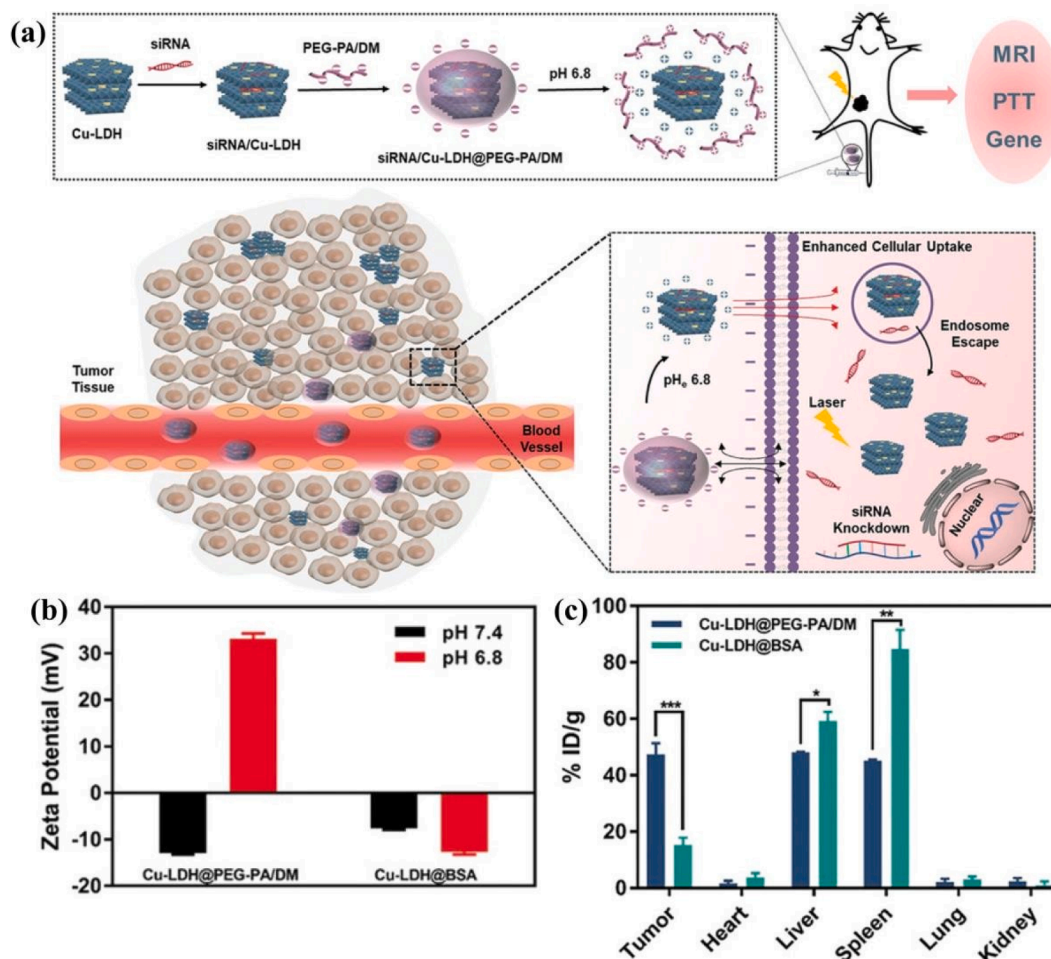 (a)
siRNA
PEG-PA/DM
pH 6.8
Cu-LDH
siRNA/Cu-LDH
siRNA/Cu-LDH@PEG-PA/DM
MRI
PTT
Gene
Tumor
Tissue
Blood
Vessel
Enhanced Cellular Uptake
Endosome
Escape
pHe 6.8
Laser
siRNA
Knockdown
Nuclear
(b)
Zeta Potential (mV)
40
30
20
10
0
-10
-20
pH 7.4
pH 6.8
Cu-LDH@PEG-PA/DM
Cu-LDH@BSA
(c)
% ID/g
100
80
60
40
20
0
Cu-LDH@PEG-PA/DM
Cu-LDH@BSA
***
*
**
Tumor
Heart
Liver
Spleen
Lung
Kidney